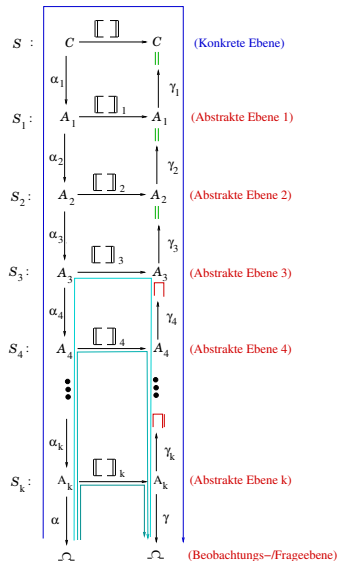 S : C ⟦ ⟧ C (Konkrete Ebene)
=
α₁ γ₁
S₁ : A₁ ⟦ ⟧₁ A₁ (Abstrakte Ebene 1)
=
α₂ γ₂
S₂ : A₂ ⟦ ⟧₂ A₂ (Abstrakte Ebene 2)
=
α₃ γ₃
S₃ : A₃ ⟦ ⟧₃ A₃ (Abstrakte Ebene 3)
⊓
α₄ γ₄
S₄ : A₄ ⟦ ⟧₄ A₄ (Abstrakte Ebene 4)
⊓
αₖ γₖ
Sₖ : Aₖ ⟦ ⟧ₖ Aₖ (Abstrakte Ebene k)
α γ
Ω Ω (Beobachtungs−/Frageebene)